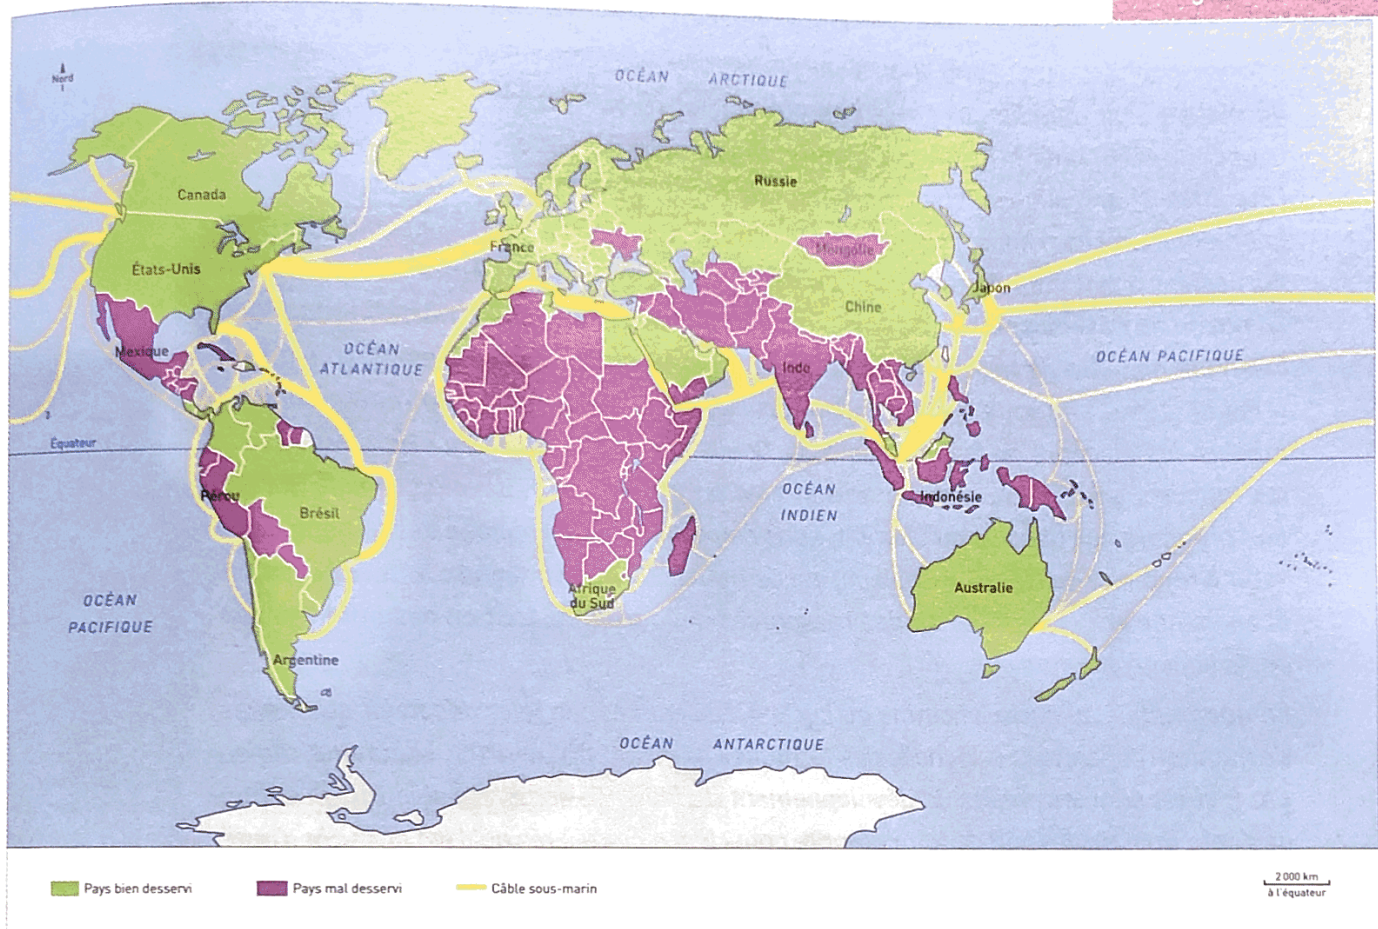 Nord
OCÉAN ARCTIQUE
Canada
Russie
France
Mongolie
États-Unis
Japon
Chine
Mexique
OCÉAN
ATLANTIQUE
Inde
OCÉAN PACIFIQUE
Équateur
Pérou
Brésil
OCÉAN
INDIEN
Indonésie
Afrique
du Sud
Australie
OCÉAN
PACIFIQUE
Argentine
OCÉAN ANTARCTIQUE
Pays bien desservi
Pays mal desservi
Câble sous-marin
2 000 km
à l'équateur